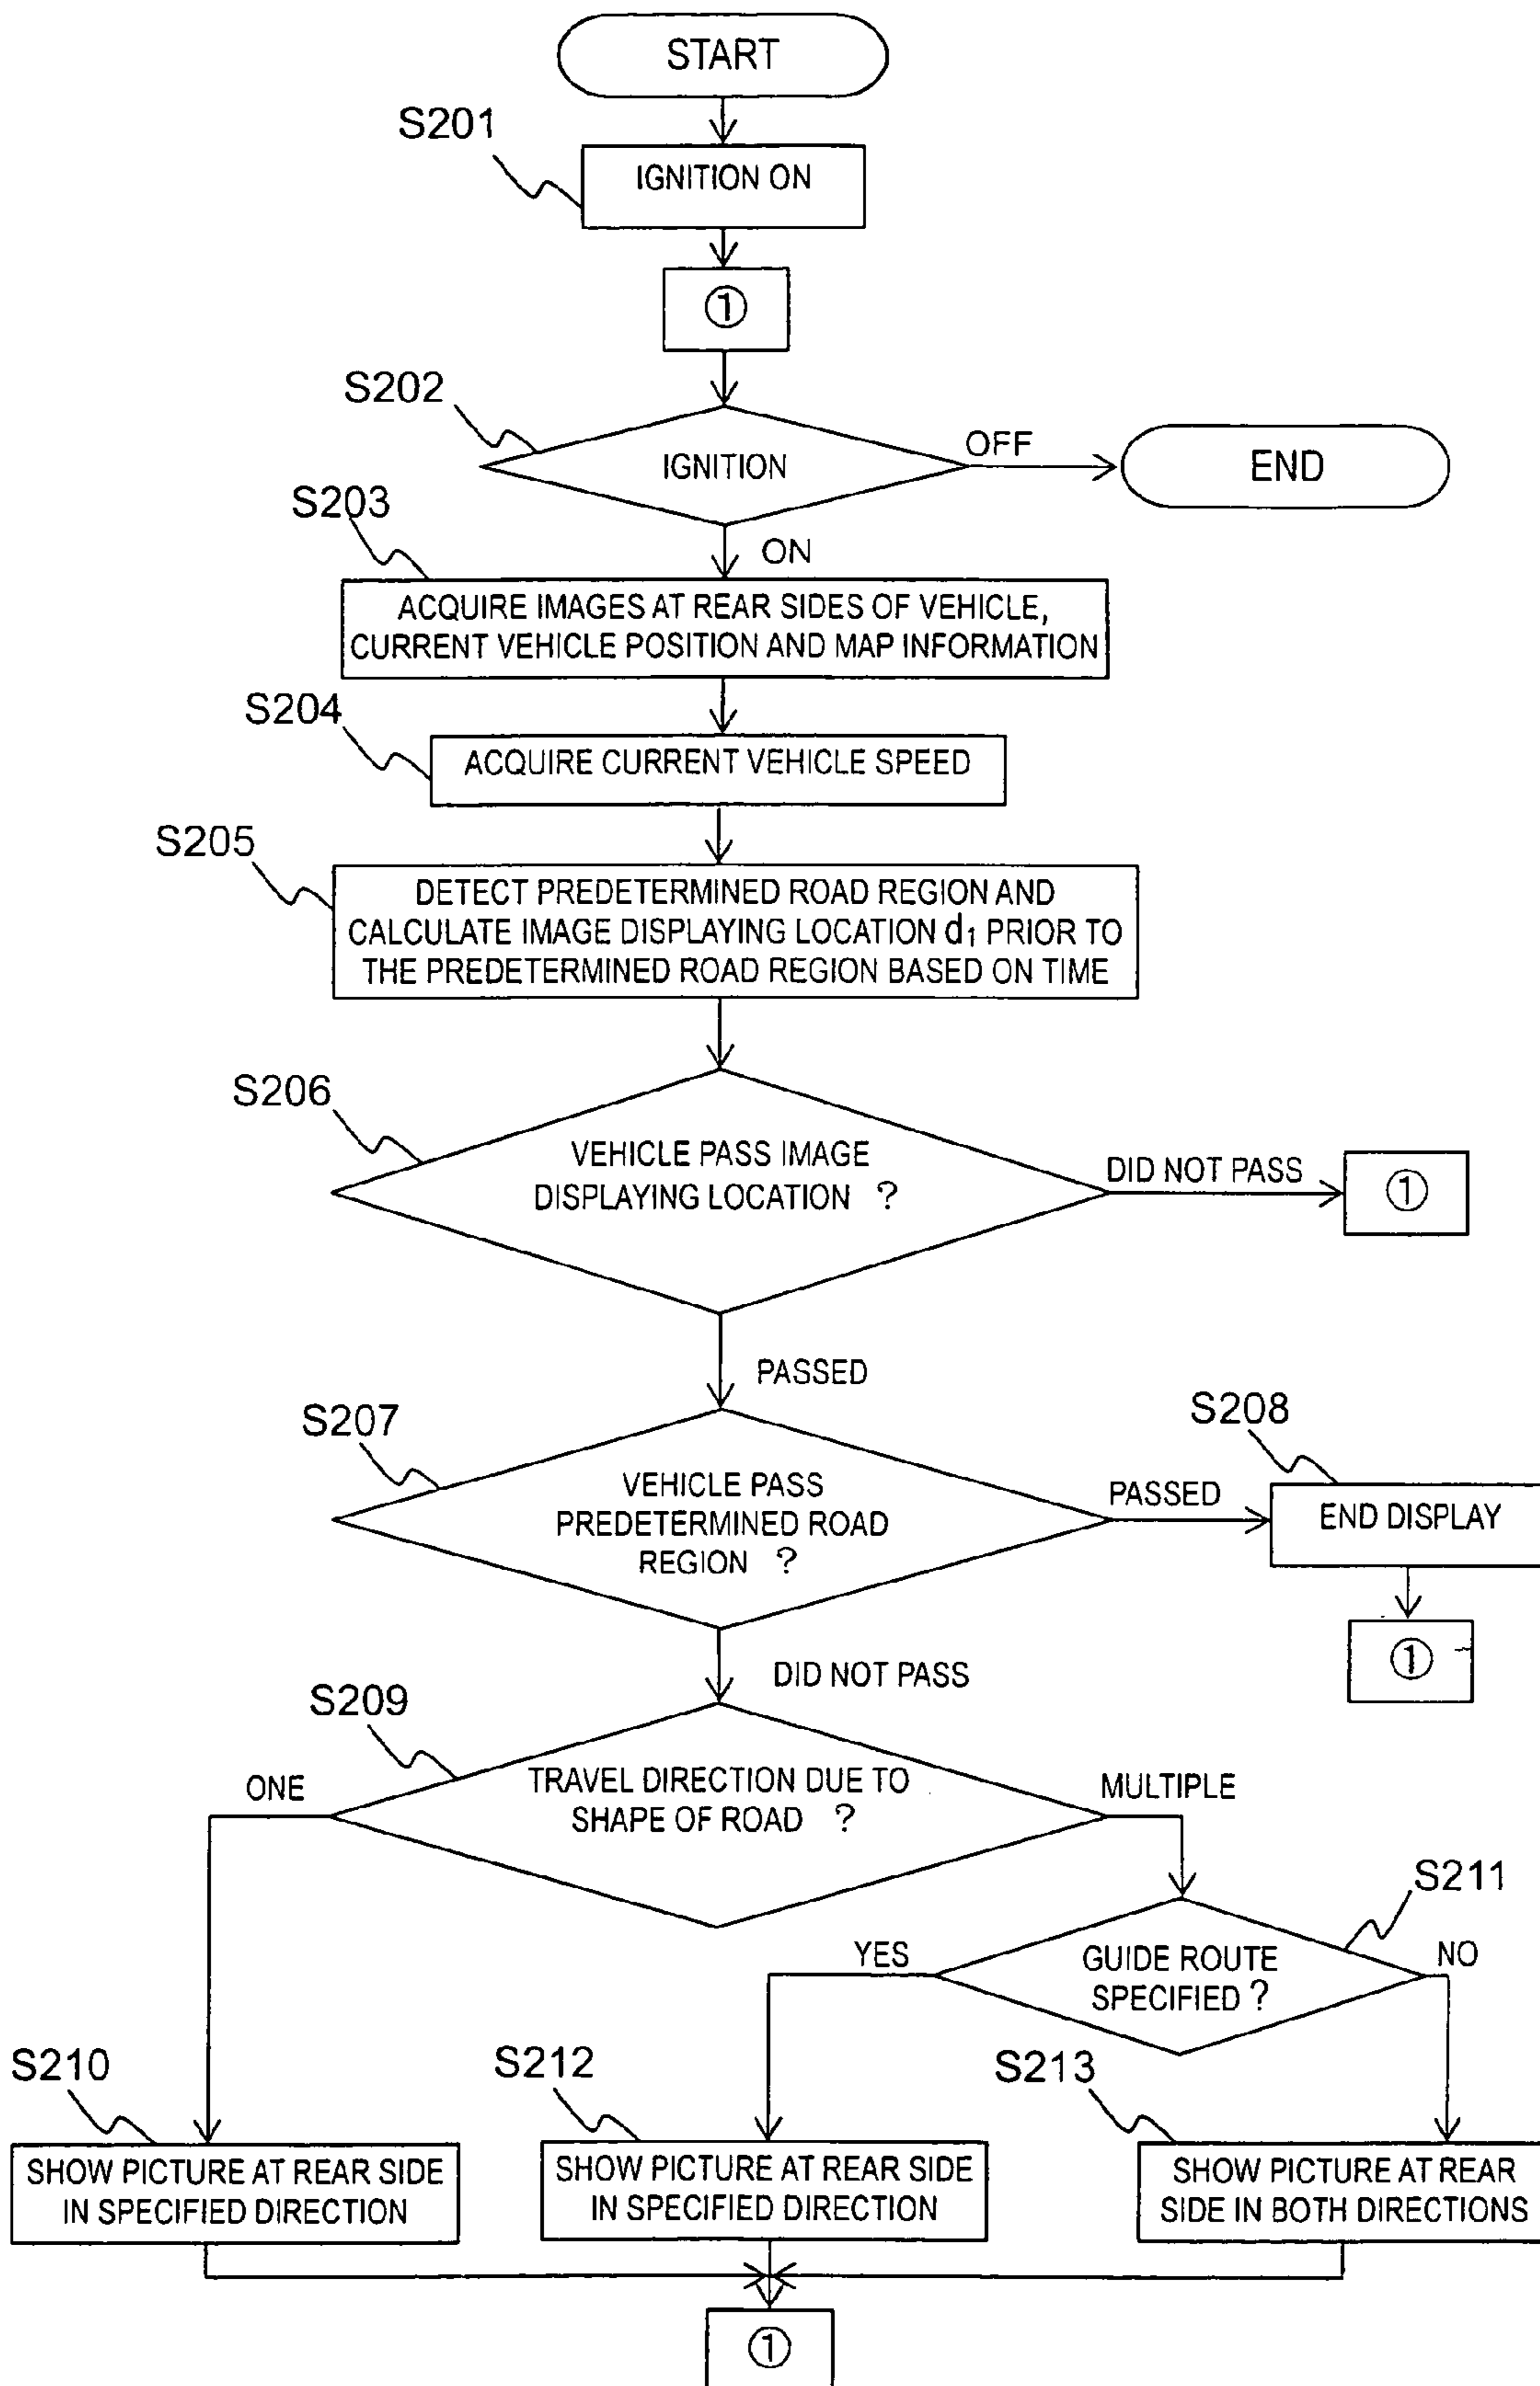 START
S201
IGNITION ON
①
S202
IGNITION
OFF
END
S203
ON
ACQUIRE IMAGES AT REAR SIDES OF VEHICLE,
CURRENT VEHICLE POSITION AND MAP INFORMATION
S204
ACQUIRE CURRENT VEHICLE SPEED
S205
DETECT PREDETERMINED ROAD REGION AND
CALCULATE IMAGE DISPLAYING LOCATION d₁ PRIOR TO
THE PREDETERMINED ROAD REGION BASED ON TIME
S206
VEHICLE PASS IMAGE
DISPLAYING LOCATION ?
DID NOT PASS
①
PASSED
S207
VEHICLE PASS
PREDETERMINED ROAD
REGION ?
PASSED
S208
END DISPLAY
①
DID NOT PASS
S209
ONE
TRAVEL DIRECTION DUE TO
SHAPE OF ROAD ?
MULTIPLE
S211
YES
GUIDE ROUTE
SPECIFIED ?
NO
S210
SHOW PICTURE AT REAR SIDE
IN SPECIFIED DIRECTION
S212
SHOW PICTURE AT REAR SIDE
IN SPECIFIED DIRECTION
S213
SHOW PICTURE AT REAR
SIDE IN BOTH DIRECTIONS
①